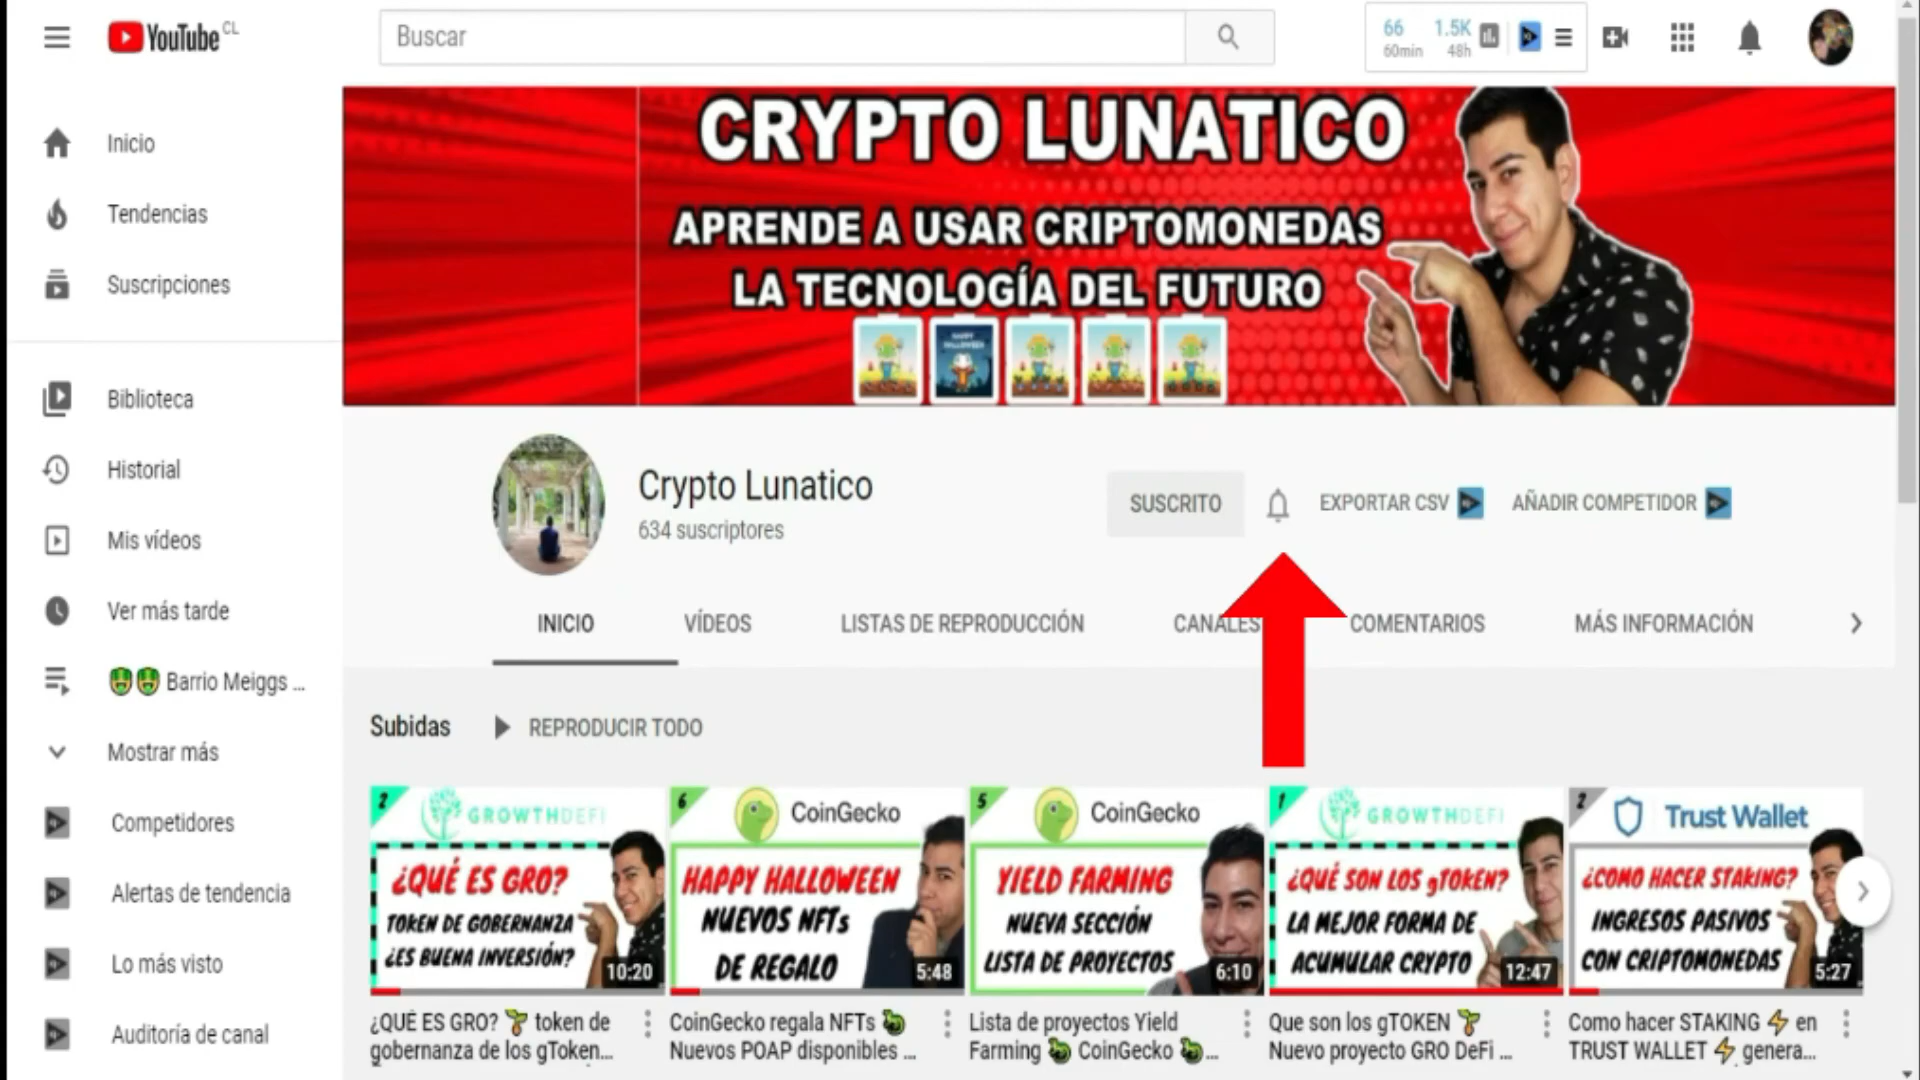 YouTube CL
Buscar
66 1.5K
60min 48h
Inicio
Tendencias
Suscripciones
Biblioteca
Historial
Mis vídeos
Ver más tarde
Barrio Meiggs ...
Mostrar más
Competidores
Alertas de tendencia
Lo más visto
Auditoría de canal
CRYPTO LUNATICO
APRENDE A USAR CRIPTOMONEDAS
LA TECNOLOGÍA DEL FUTURO
HAPPY
HALLOWEEN
Crypto Lunatico
634 suscriptores
SUSCRITO
EXPORTAR CSV
AÑADIR COMPETIDOR
INICIO VÍDEOS LISTAS DE REPRODUCCIÓN CANALES COMENTARIOS MÁS INFORMACIÓN
Subidas REPRODUCIR TODO
2 GROWTHDEFI
¿QUÉ ES GRO?
TOKEN DE GOBERNANZA
¿ES BUENA INVERSIÓN?
10:20
¿QUÉ ES GRO? token de
gobernanza de los gToken...
6 CoinGecko
HAPPY HALLOWEEN
NUEVOS NFTs
DE REGALO
5:48
CoinGecko regala NFTs
Nuevos POAP disponibles ...
5 CoinGecko
YIELD FARMING
NUEVA SECCIÓN
LISTA DE PROYECTOS
6:10
Lista de proyectos Yield
Farming CoinGecko ...
1 GROWTHDEFI
¿QUÉ SON LOS gTOKEN?
LA MEJOR FORMA DE
ACUMULAR CRYPTO
12:47
Que son los gTOKEN
Nuevo proyecto GRO DeFi ...
2 Trust Wallet
¿COMO HACER STAKING?
INGRESOS PASIVOS
CON CRIPTOMONEDAS
5:27
Como hacer STAKING en
TRUST WALLET genera...